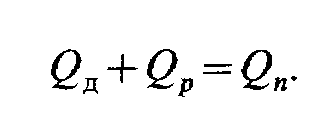 Qд + Qр = Qп.